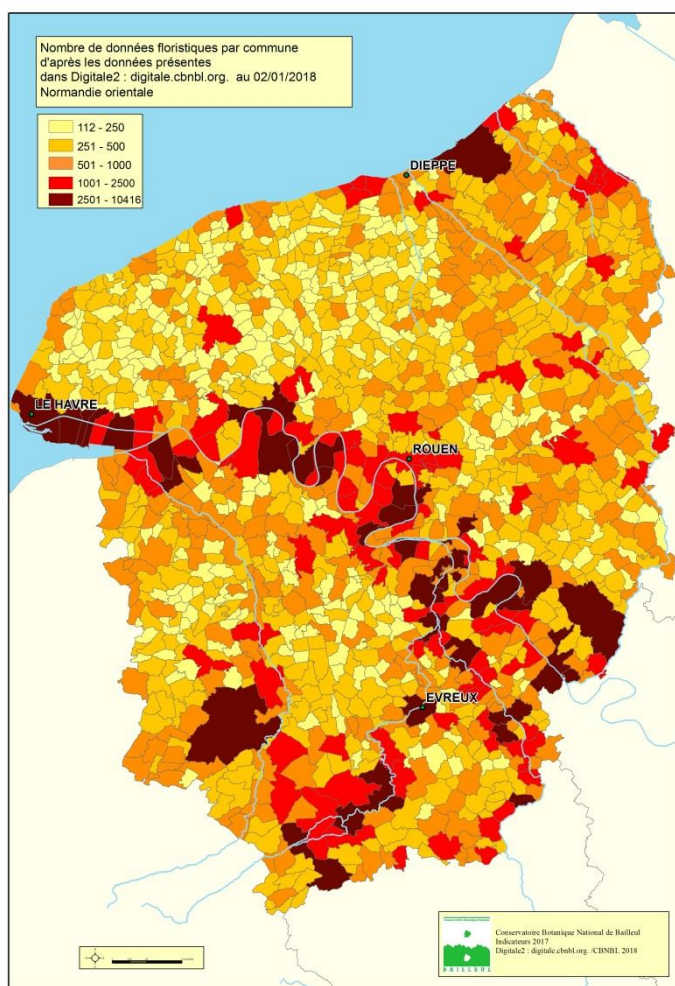 Nombre de données floristiques par commune
d'après les données présentes
dans Digitale2 : digitale.cbnbl.org. au 02/01/2018
Normandie orientale
112 - 250
251 - 500
501 - 1000
1001 - 2500
2501 - 10416
DIEPPE
LE HAVRE
ROUEN
EVREUX
Conservatoire Botanique National de Bailleul
Indicateurs 2017
Digitale2 : digitale.cbnbl.org. /CBNBL 2018
BAILLEUL